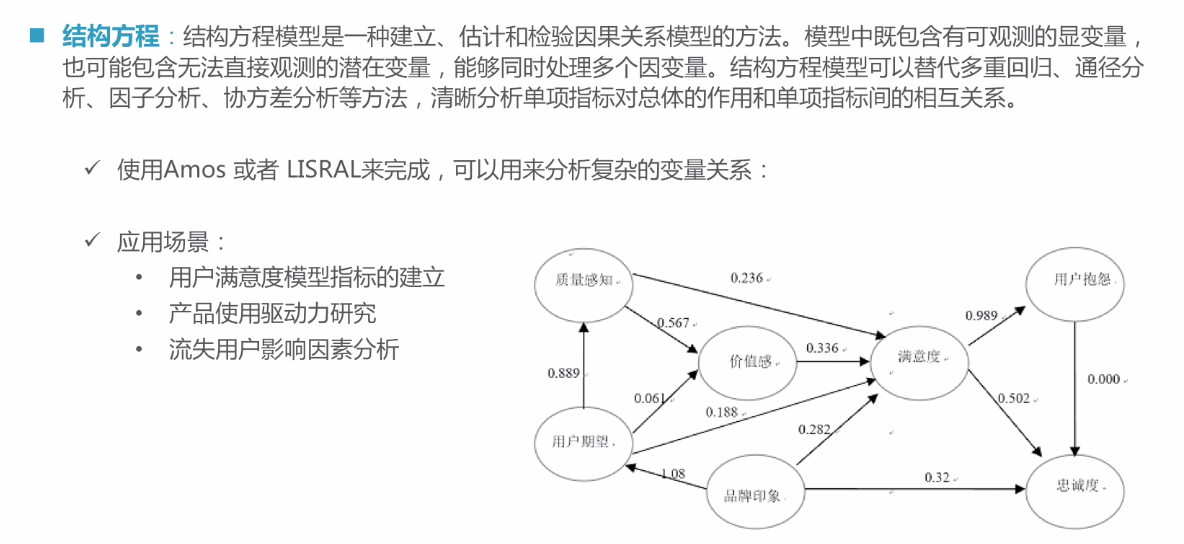 结构方程：结构方程模型是一种建立、估计和检验因果关系模型的方法。模型中既包含有可观测的显变量，
也可能包含无法直接观测的潜在变量，能够同时处理多个因变量。结构方程模型可以替代多重回归、通径分
析、因子分析、协方差分析等方法，清晰分析单项指标对总体的作用和单项指标间的相互关系。
使用Amos 或者 LISRAL来完成，可以用来分析复杂的变量关系：
应用场景：
用户满意度模型指标的建立
产品使用驱动力研究
流失用户影响因素分析
质量感知
0.236
用户抱怨
0.567
0.989
价值感
0.336
满意度
0.889
0.000
0.061
0.188
0.502
0.282
用户期望
1.08
品牌印象
0.32
忠诚度